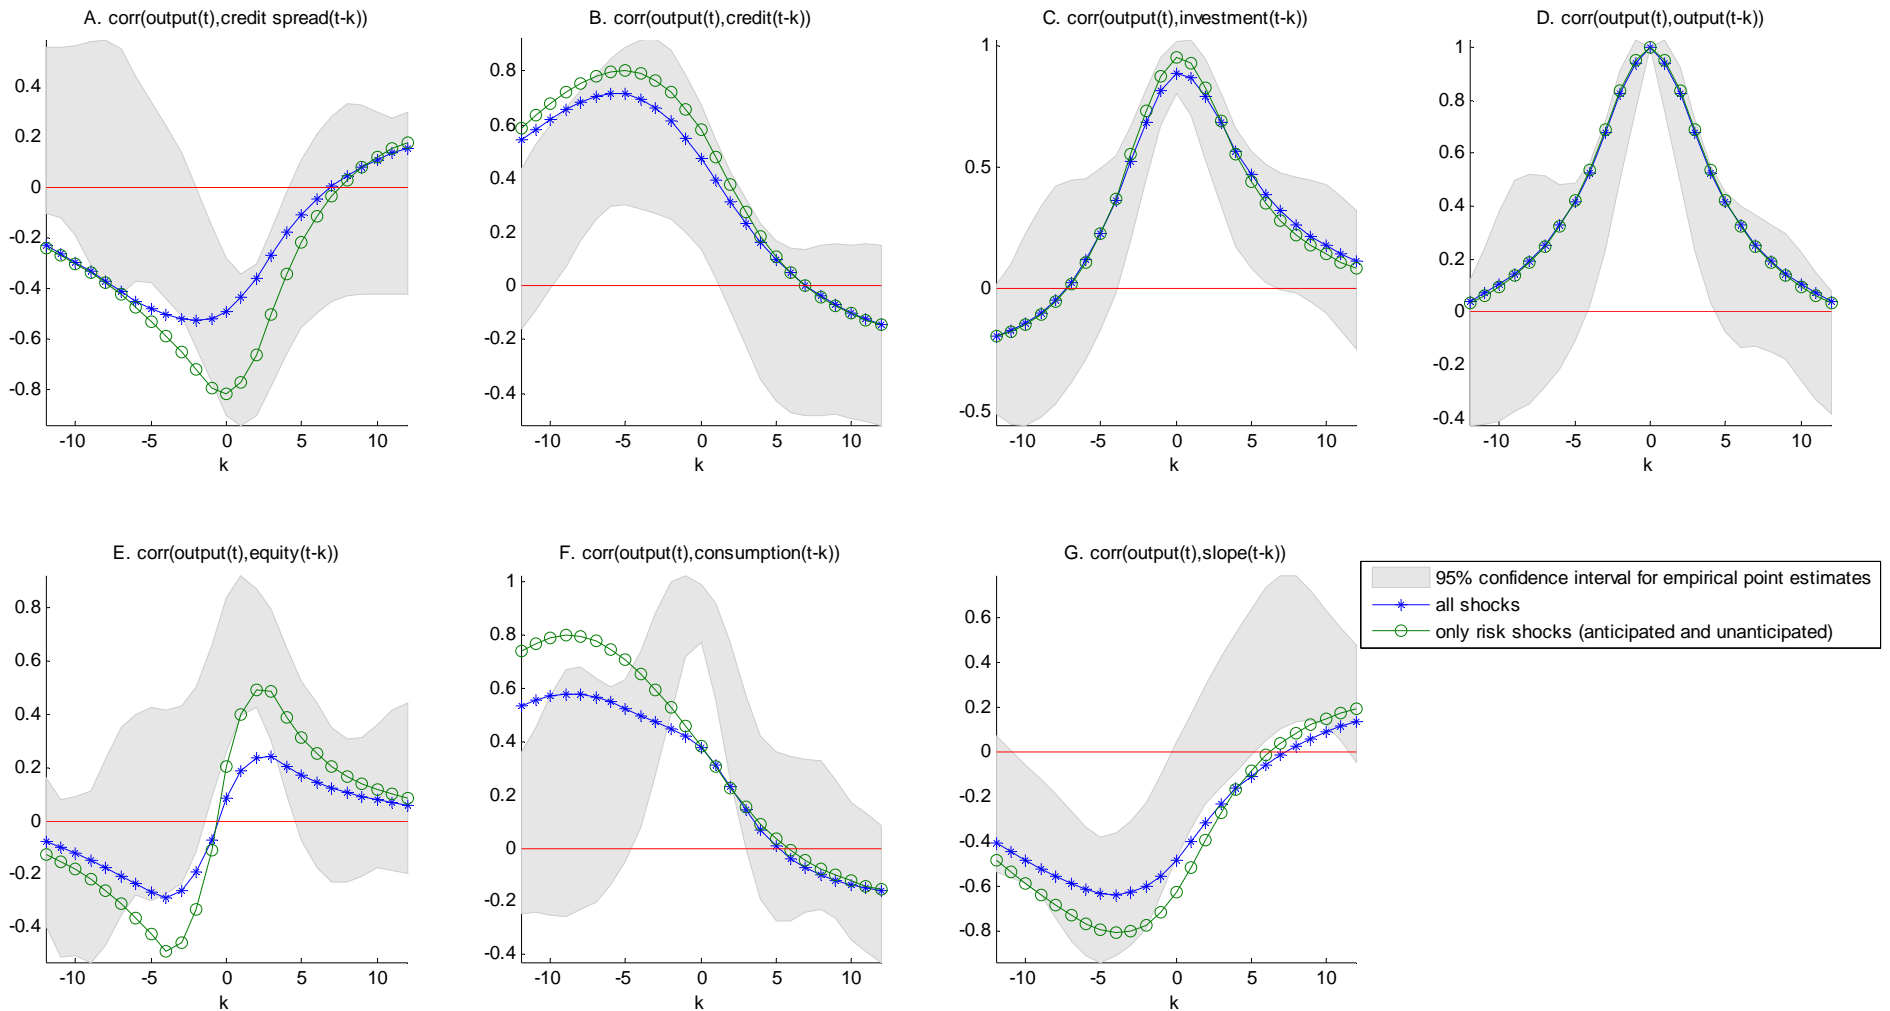 A. corr(output(t),credit spread(t-k))
0.4
0.2
0
-0.2
-0.4
-0.6
-0.8
-10 -5 0 5 10
k
B. corr(output(t),credit(t-k))
0.8
0.6
0.4
0.2
0
-0.2
-0.4
-10 -5 0 5 10
k
C. corr(output(t),investment(t-k))
1
0.5
0
-0.5
-10 -5 0 5 10
k
D. corr(output(t),output(t-k))
1
0.8
0.6
0.4
0.2
0
-0.2
-0.4
-10 -5 0 5 10
k
E. corr(output(t),equity(t-k))
0.8
0.6
0.4
0.2
0
-0.2
-0.4
-10 -5 0 5 10
k
F. corr(output(t),consumption(t-k))
1
0.8
0.6
0.4
0.2
0
-0.2
-0.4
-10 -5 0 5 10
k
G. corr(output(t),slope(t-k))
0.6
0.4
0.2
0
-0.2
-0.4
-0.6
-0.8
-10 -5 0 5 10
k
95% confidence interval for empirical point estimates
all shocks
only risk shocks (anticipated and unanticipated)